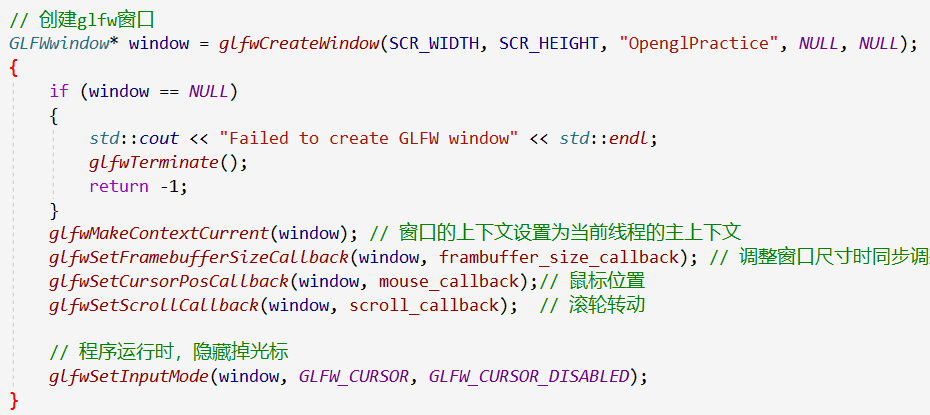 // 创建glfw窗口
GLFWwindow* window = glfwCreateWindow(SCR_WIDTH, SCR_HEIGHT, "OpenglPractice", NULL, NULL);
{
if (window == NULL)
{
std::cout << "Failed to create GLFW window" << std::endl;
glfwTerminate();
return -1;
}
glfwMakeContextCurrent(window); // 窗口的上下文设置为当前线程的主上下文
glfwSetFramebufferSizeCallback(window, frambuffer_size_callback); // 调整窗口尺寸时同步调
glfwSetCursorPosCallback(window, mouse_callback);// 鼠标位置
glfwSetScrollCallback(window, scroll_callback); // 滚轮转动
// 程序运行时，隐藏掉光标
glfwSetInputMode(window, GLFW_CURSOR, GLFW_CURSOR_DISABLED);
}